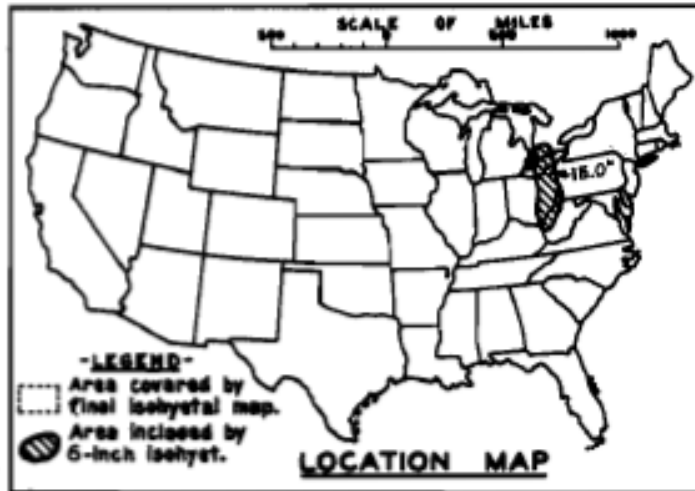 SCALE OF MILES
500 0 500 1000
15.0"
-LEGEND-
Area covered by
final isohyetal map.
Area inclosed by
6-inch isohyet.
LOCATION MAP